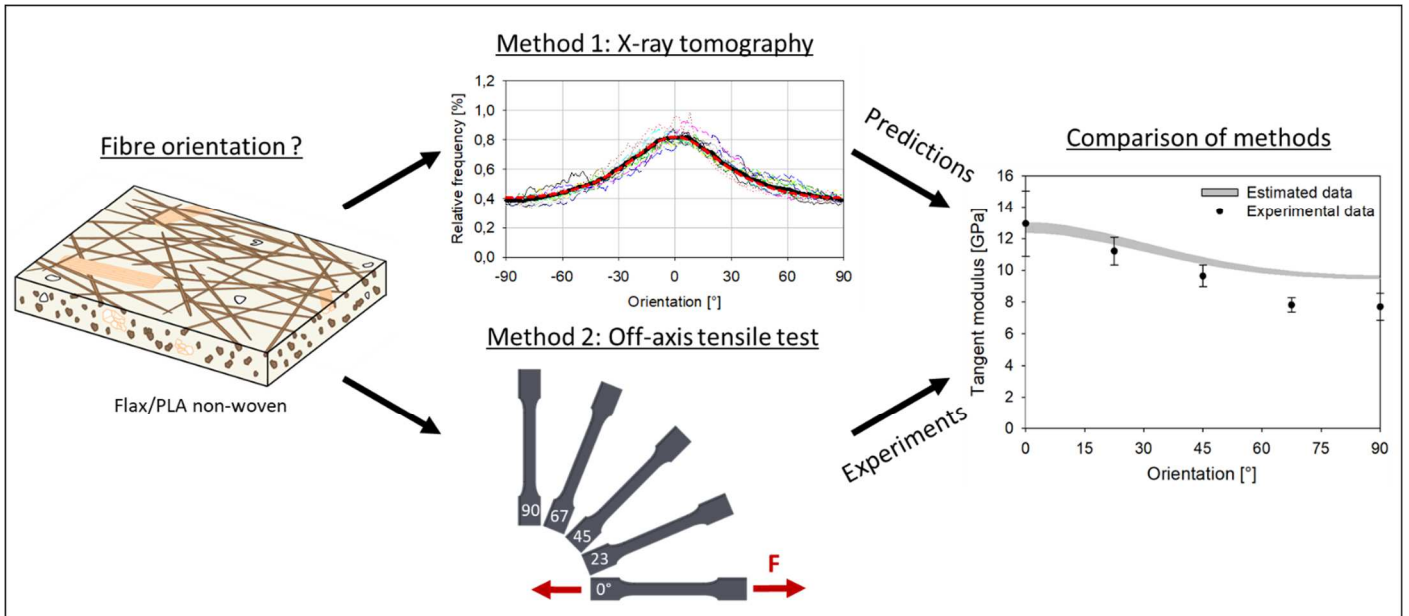 Fibre orientation ?
Flax/PLA non-woven
Method 1: X-ray tomography
Relative frequency [%]
1,2
1,0
0,8
0,6
0,4
0,2
0,0
-90 -60 -30 0 30 60 90
Orientation [°]
Method 2: Off-axis tensile test
90
67
45
23
0°
F
Predictions
Experiments
Comparison of methods
Tangent modulus [GPa]
16
14
12
10
8
6
4
2
0
Estimated data
Experimental data
0 15 30 45 60 75 90
Orientation [°]